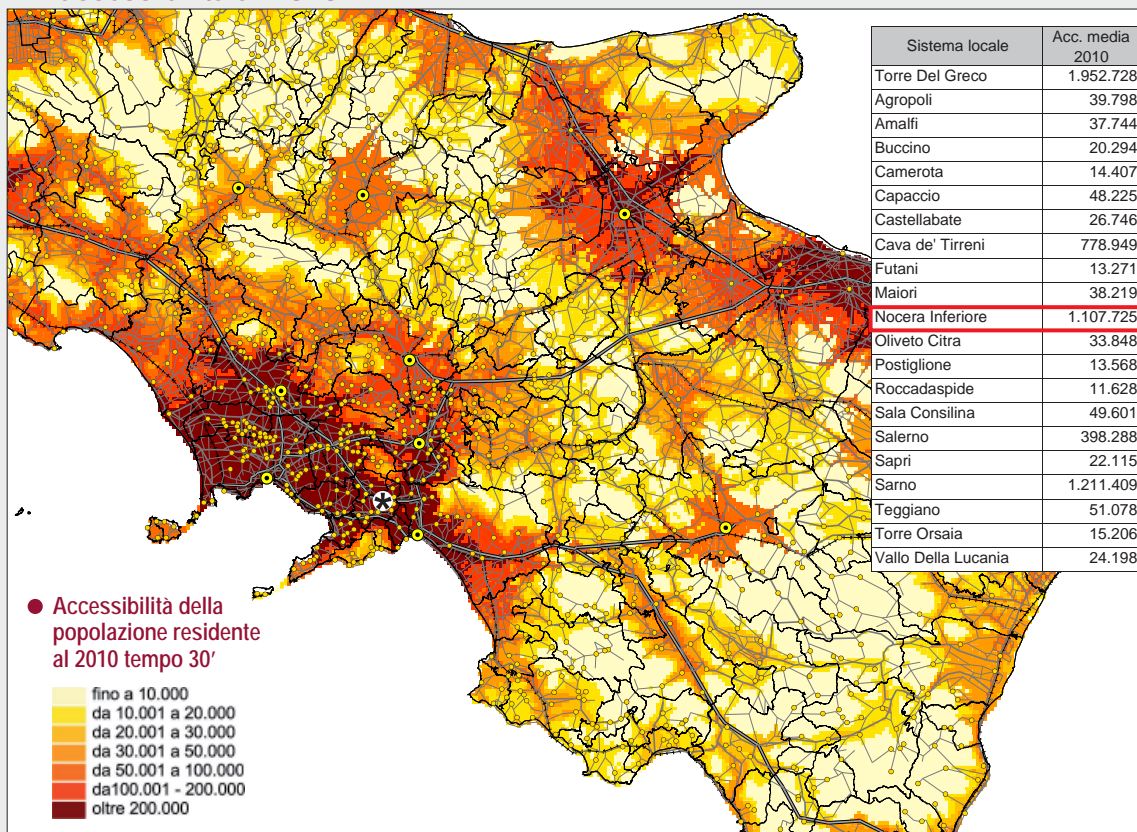 Sistema locale Acc. media 2010
Torre Del Greco 1.952.728
Agropoli 39.798
Amalfi 37.744
Buccino 20.294
Camerota 14.407
Capaccio 48.225
Castellabate 26.746
Cava de' Tirreni 778.949
Futani 13.271
Maiori 38.219
Nocera Inferiore 1.107.725
Oliveto Citra 33.848
Postiglione 13.568
Roccadaspide 11.628
Sala Consilina 49.601
Salerno 398.288
Sapri 22.115
Sarno 1.211.409
Teggiano 51.078
Torre Orsaia 15.206
Vallo Della Lucania 24.198
Accessibilità della
popolazione residente
al 2010 tempo 30'
fino a 10.000
da 10.001 a 20.000
da 20.001 a 30.000
da 30.001 a 50.000
da 50.001 a 100.000
da100.001 - 200.000
oltre 200.000